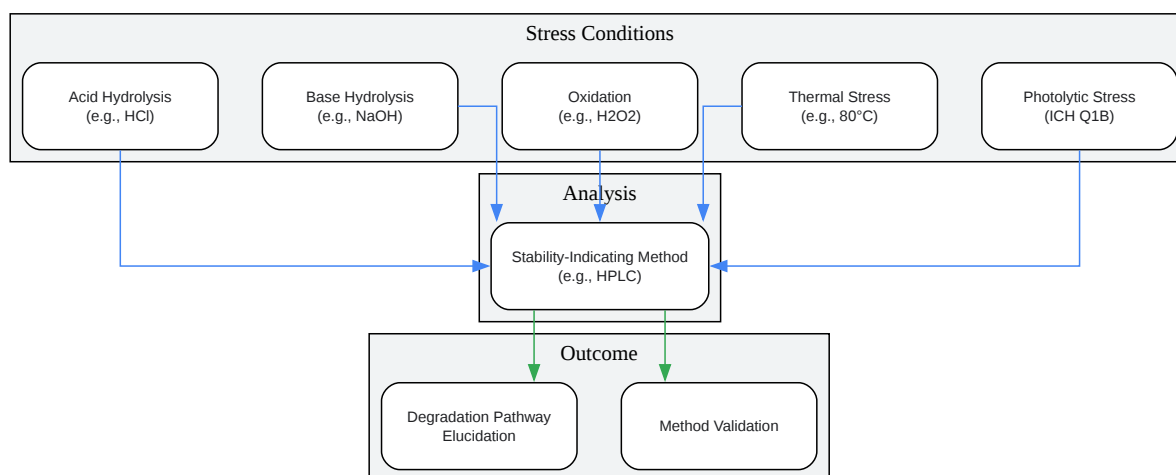 Stress Conditions
Acid Hydrolysis
(e.g., HCl)
Base Hydrolysis
(e.g., NaOH)
Oxidation
(e.g., H2O2)
Thermal Stress
(e.g., 80°C)
Photolytic Stress
(ICH Q1B)
Analysis
Stability-Indicating Method
(e.g., HPLC)
Outcome
Degradation Pathway
Elucidation
Method Validation